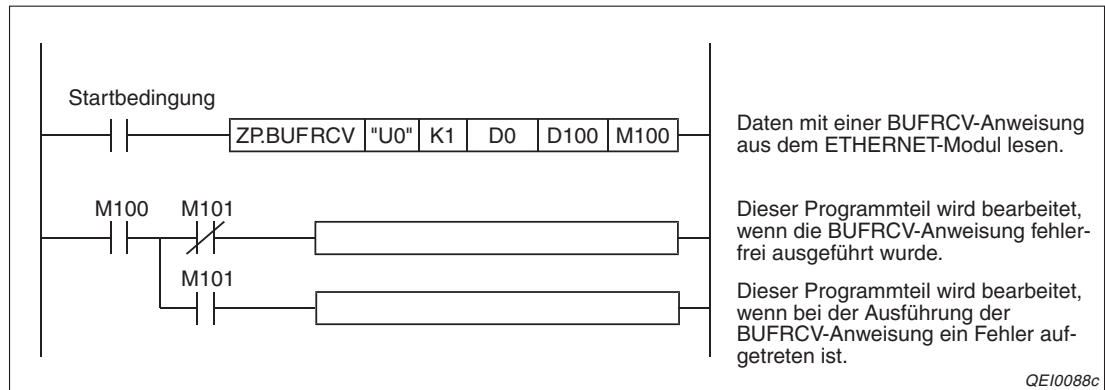 Startbedingung
ZP.BUFRCV "U0" K1 D0 D100 M100
Daten mit einer BUFRCV-Anweisung
aus dem ETHERNET-Modul lesen.
M100 M101
Dieser Programmteil wird bearbeitet,
wenn die BUFRCV-Anweisung fehler-
frei ausgeführt wurde.
M101
Dieser Programmteil wird bearbeitet,
wenn bei der Ausführung der
BUFRCV-Anweisung ein Fehler auf-
getreten ist.
QEI0088c